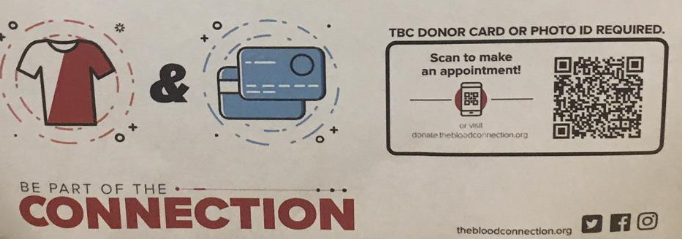 &
TBC DONOR CARD OR PHOTO ID REQUIRED.
Scan to make
an appointment!
or visit
donate.thebloodconnection.org
BE PART OF THE
CONNECTION
thebloodconnection.org